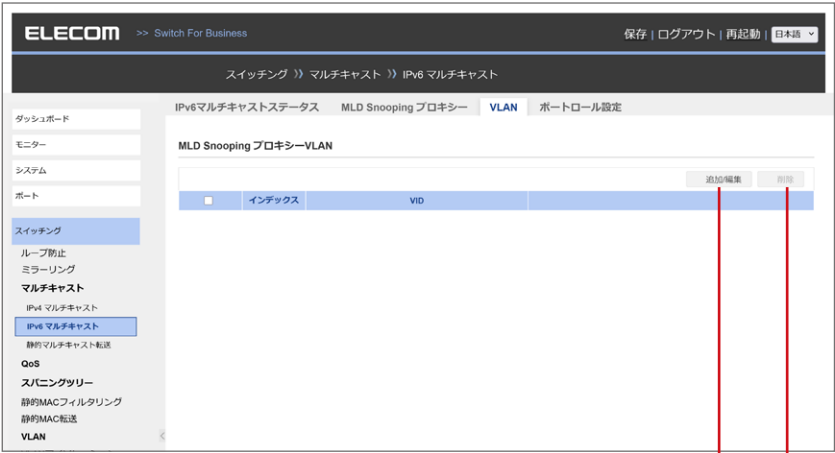 ELECOM >> Switch For Business 保存 | ログアウト | 再起動 | 日本語
スイッチング 》 マルチキャスト 》 IPv6 マルチキャスト
IPv6マルチキャストステータス MLD Snooping プロキシー VLAN ポートロール設定
MLD Snooping プロキシーVLAN
追加/編集 削除
インデックス VID
ダッシュボード
モニター
システム
ポート
スイッチング
ループ防止
ミラーリング
マルチキャスト
IPv4 マルチキャスト
IPv6 マルチキャスト
静的マルチキャスト転送
QoS
スパニングツリー
静的MACフィルタリング
静的MAC転送
VLAN